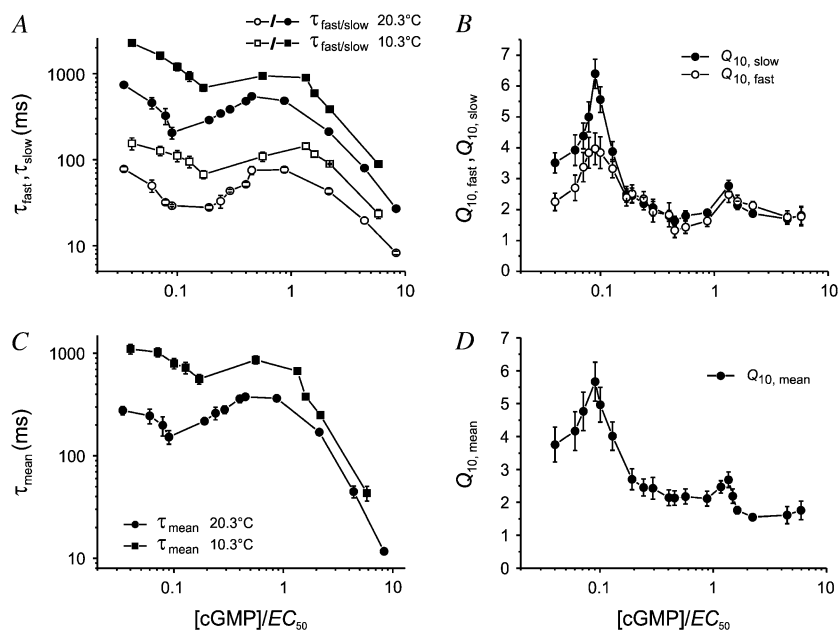 A
○/● τfast/slow 20.3°C
□/■ τfast/slow 10.3°C
τfast, τslow (ms)
1000
100
10
0.1 1 10
B
Q10, slow
Q10, fast
Q10, fast, Q10, slow
7
6
5
4
3
2
1
0
0.1 1 10
C
τmean (ms)
1000
100
10
τmean 20.3°C
τmean 10.3°C
0.1 1 10
[cGMP]/EC50
D
Q10, mean
Q10, mean
7
6
5
4
3
2
1
0
0.1 1 10
[cGMP]/EC50